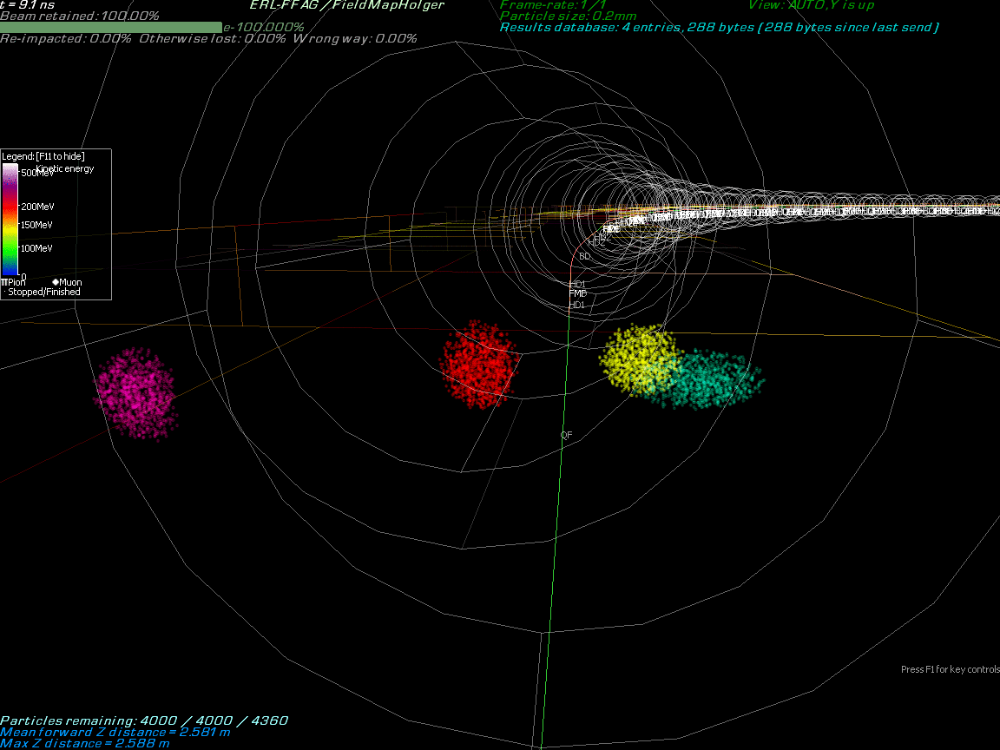 t = 9.1 ns
ERL-FFAG / FieldMapHolger
Frame-rate: 1 / 1
View: AUTO, Y is up
Beam retained: 100.00%
Particle size: 0.2mm
e- 100.000%
Results database: 4 entries, 288 bytes (288 bytes since last send)
Re-impacted: 0.00% Otherwise lost: 0.00% Wrong way: 0.00%
Legend: [F11 to hide]
Kinetic energy
500MeV
200MeV
150MeV
100MeV
0
Pion
Muon
Stopped/Finished
HD2
BD
HD1
FMD
HD1
QF
Press F1 for key controls
Particles remaining: 4000 / 4000 / 4360
Mean forward Z distance = 2.581 m
Max Z distance = 2.588 m